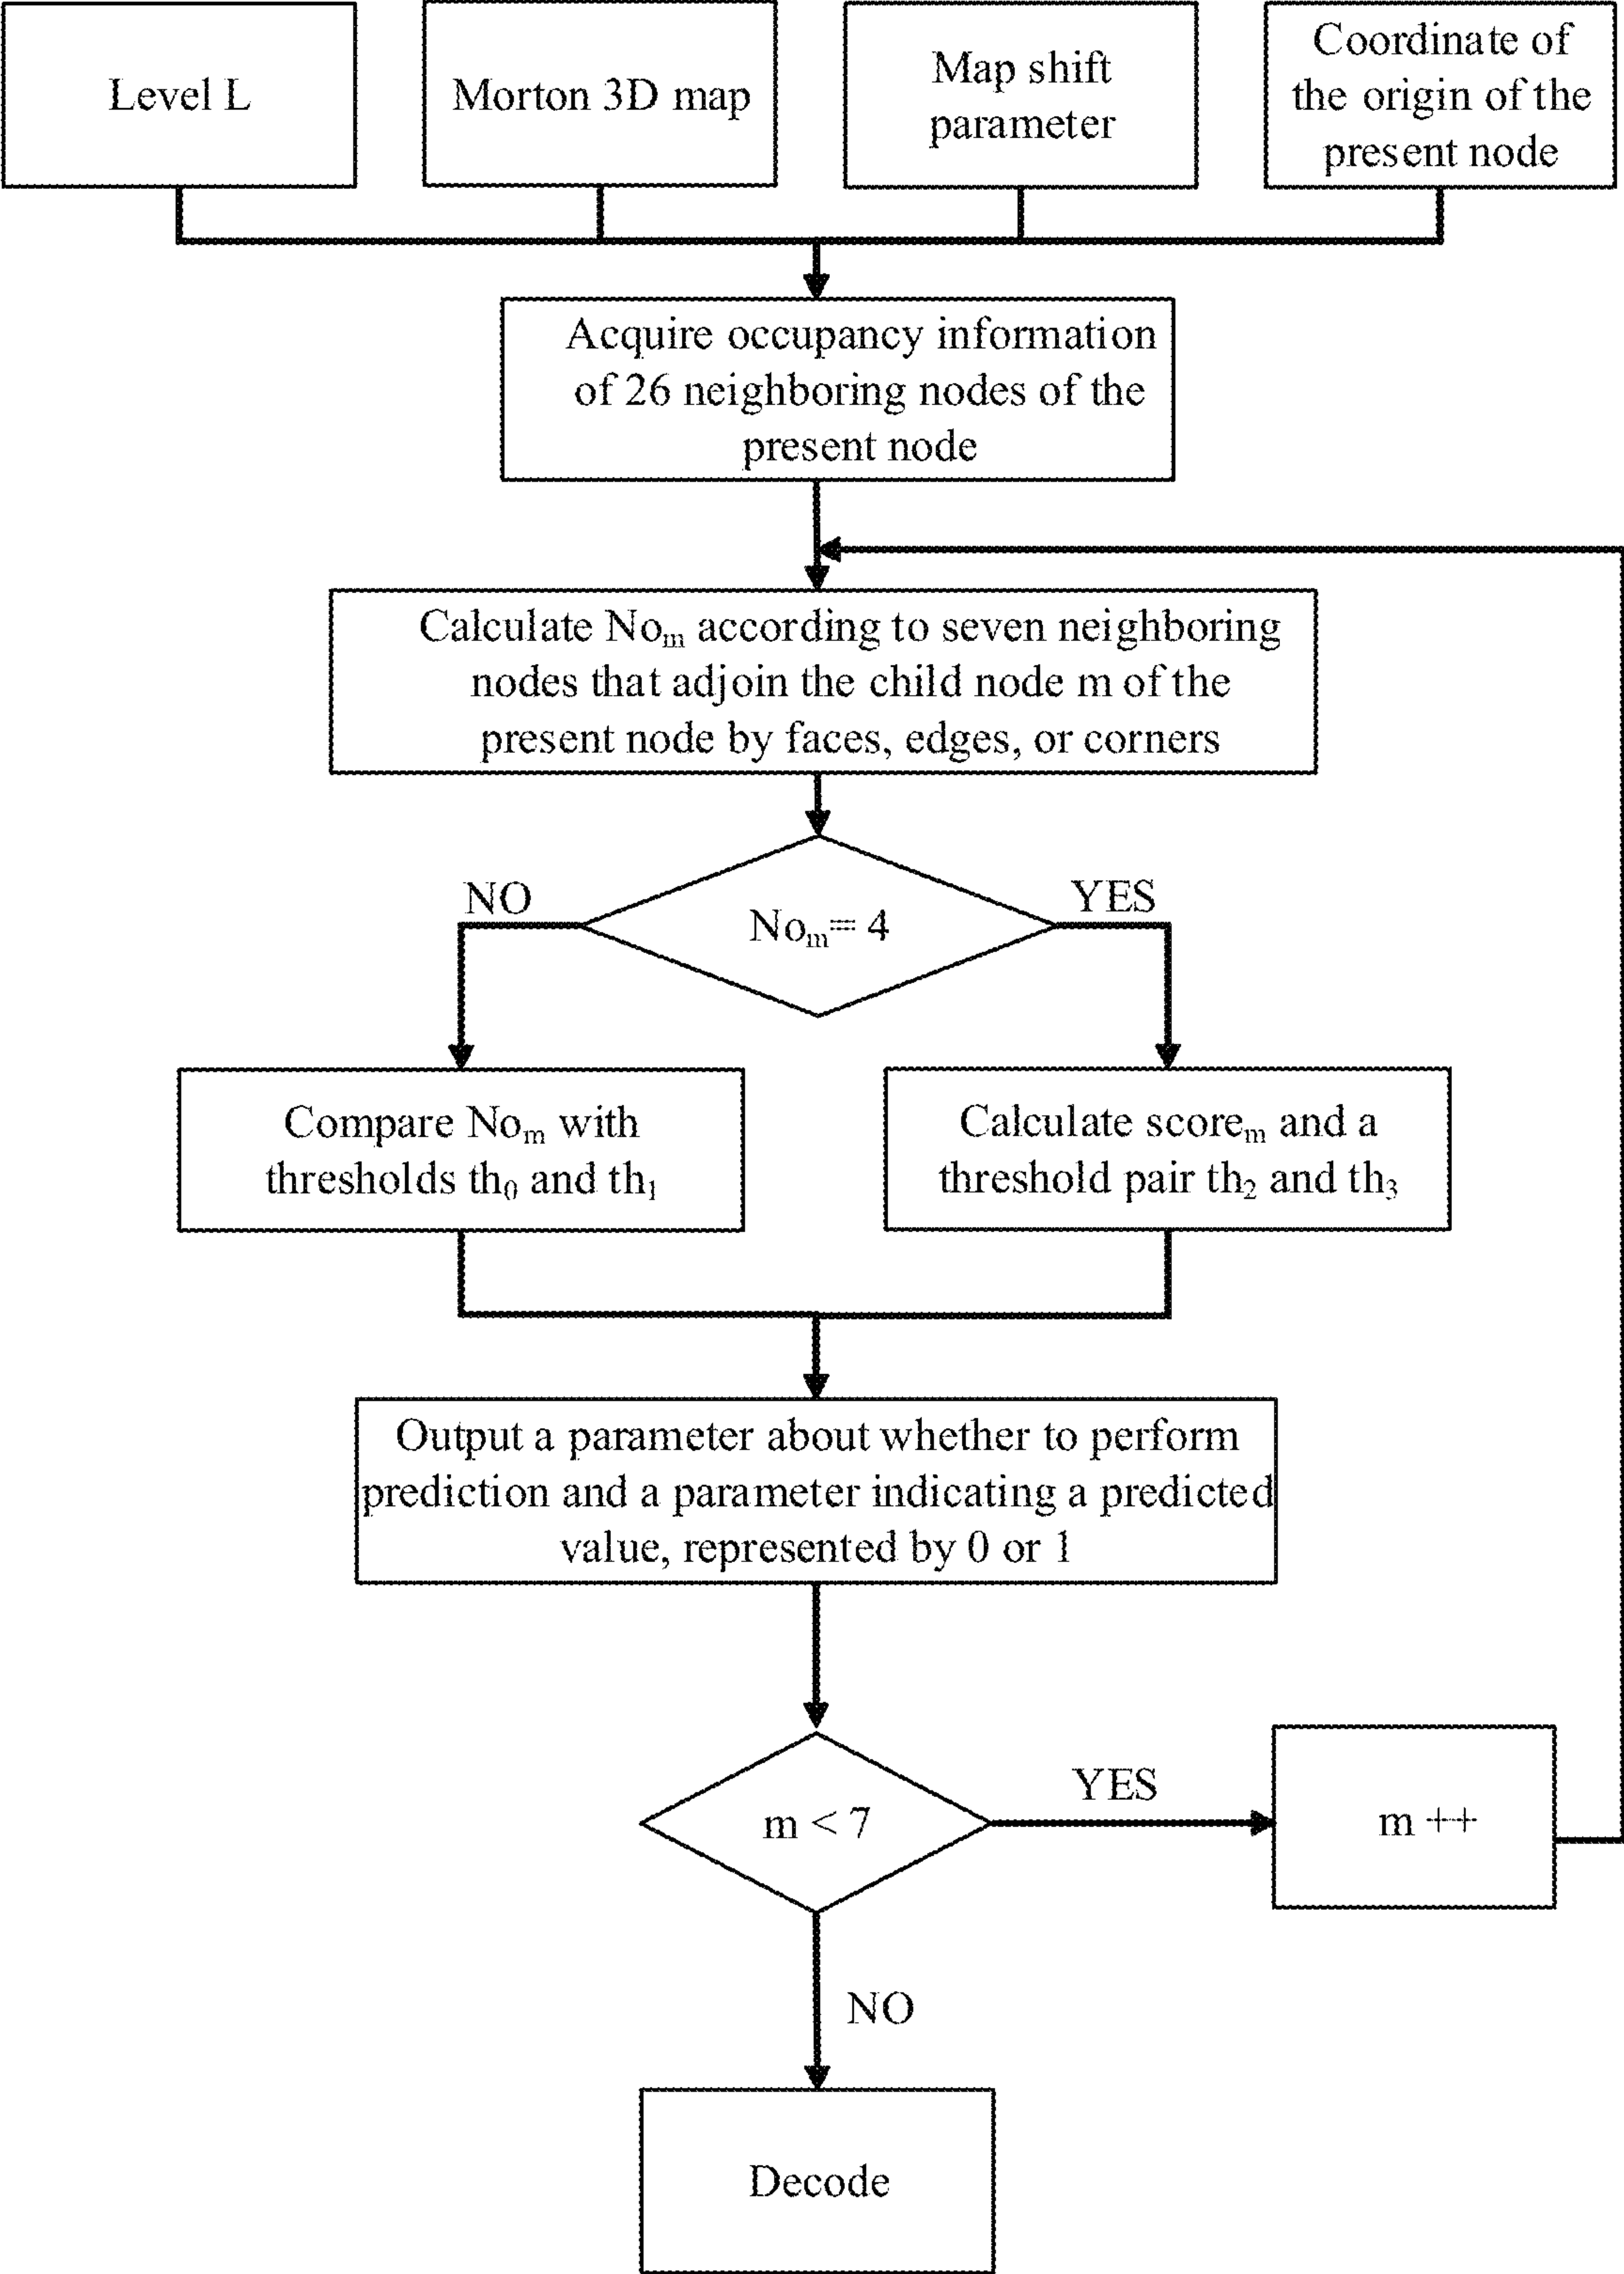 Level L
Morton 3D map
Map shift
parameter
Coordinate of
the origin of the
present node
Acquire occupancy information
of 26 neighboring nodes of the
present node
Calculate Noₘ according to seven neighboring
nodes that adjoin the child node m of the
present node by faces, edges, or corners
NO
YES
Noₘ= 4
Compare Noₘ with
thresholds th₀ and th₁
Calculate scoreₘ and a
threshold pair th₂ and th₃
Output a parameter about whether to perform
prediction and a parameter indicating a predicted
value, represented by 0 or 1
m < 7
YES
m ++
NO
Decode